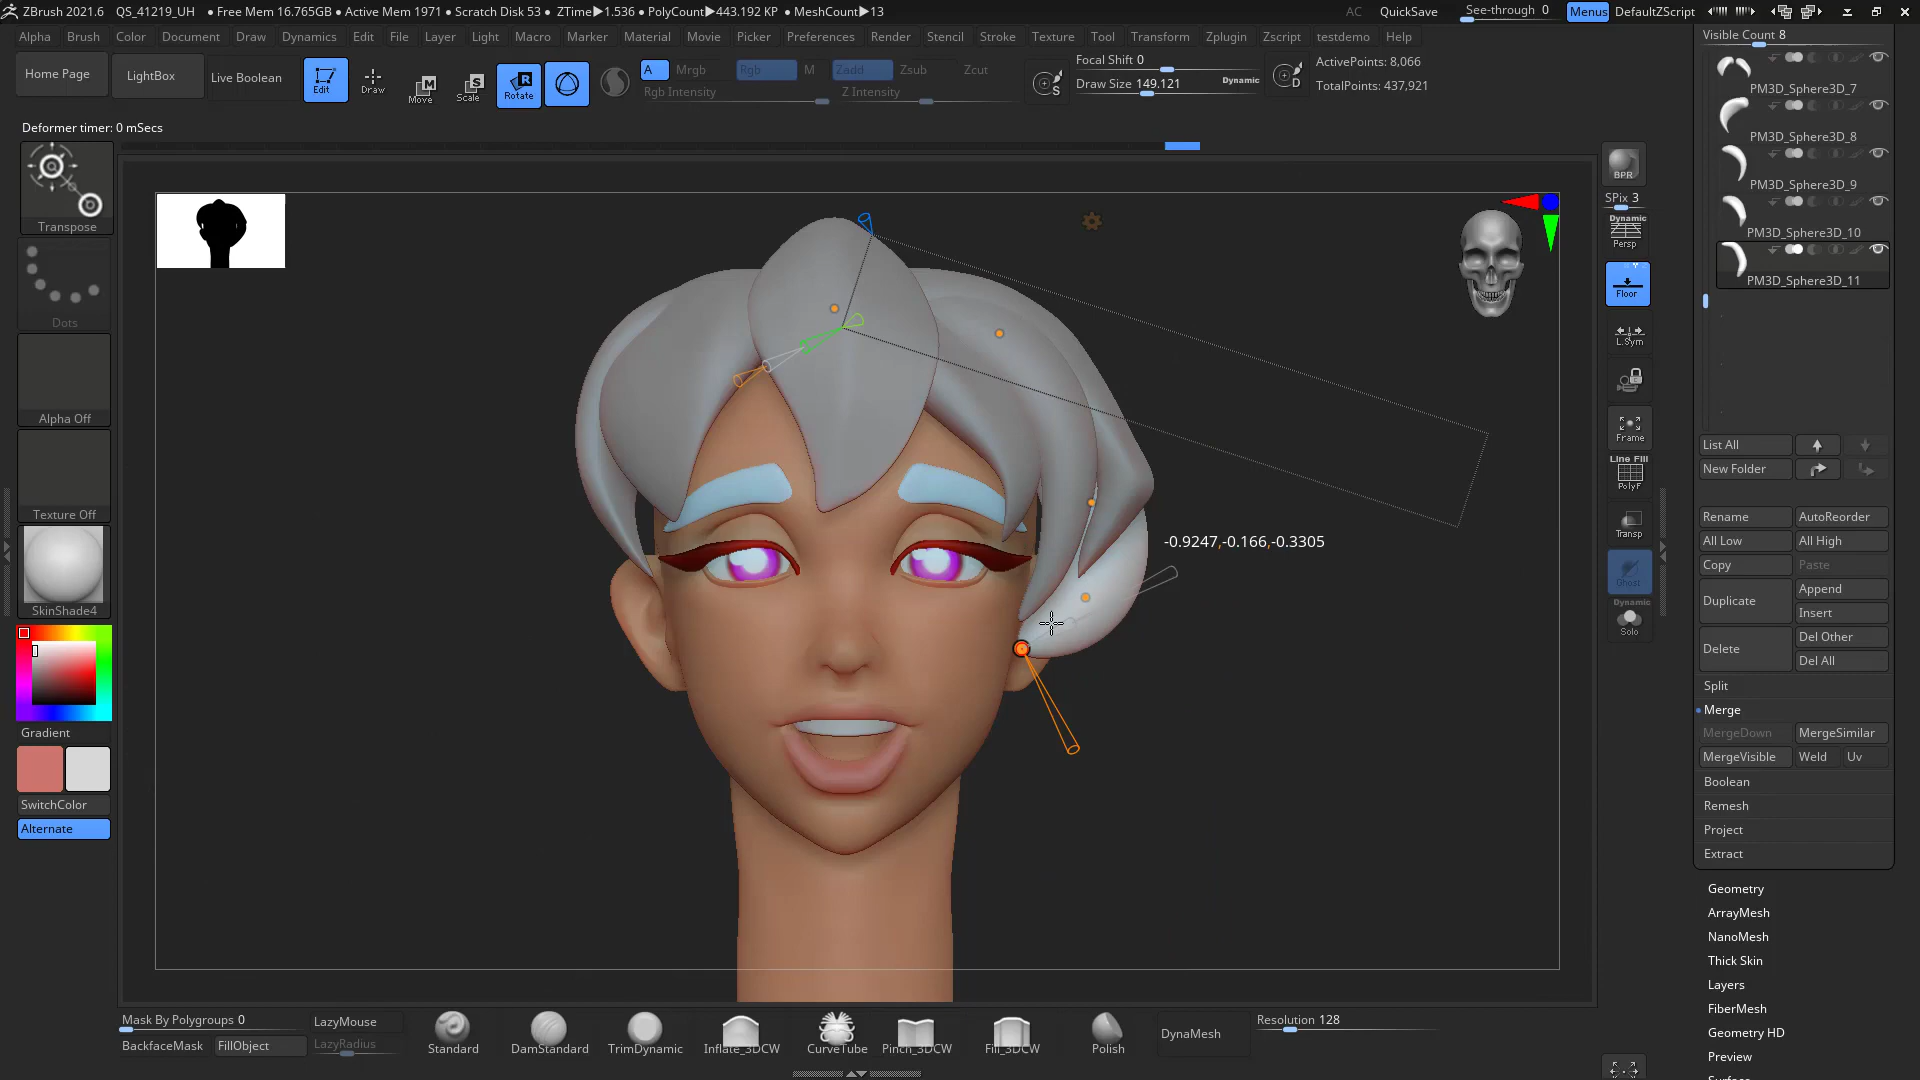 ZBrush 2021.6 QS_41219_UH • Free Mem 16.765GB • Active Mem 1971 • Scratch Disk 53 • ZTime▶1.536 • PolyCount▶443.192 KP • MeshCount▶13 AC QuickSave See-through 0 Menus DefaultZScript
Alpha Brush Color Document Draw Dynamics Edit File Layer Light Macro Marker Material Movie Picker Preferences Render Stencil Stroke Texture Tool Transform Zplugin Zscript testdemo Help
Home Page LightBox Live Boolean Edit Draw Move Scale Rotate
A Mrgb Rgb M Zadd Zsub Zcut
Rgb Intensity Z Intensity
S Focal Shift 0
Draw Size 149.121 Dynamic
D ActivePoints: 8,066
TotalPoints: 437,921
Deformer timer: 0 mSecs
Transpose
Dots
Alpha Off
Texture Off
SkinShade4
Gradient
SwitchColor
Alternate
-0.9247,-0.166,-0.3305
BPR
SPix 3
Dynamic
Persp
Floor
L.Sym
Frame
Line Fill
PolyF
Transp
Ghost
Dynamic
Solo
Visible Count 8
PM3D_Sphere3D_7
PM3D_Sphere3D_8
PM3D_Sphere3D_9
PM3D_Sphere3D_10
PM3D_Sphere3D_11
List All
New Folder
Rename AutoReorder
All Low All High
Copy Paste
Duplicate Append
Insert
Delete Del Other
Del All
Split
Merge
MergeDown MergeSimilar
MergeVisible Weld Uv
Boolean
Remesh
Project
Extract
Geometry
ArrayMesh
NanoMesh
Thick Skin
Layers
FiberMesh
Geometry HD
Preview
Mask By Polygroups 0 LazyMouse
BackfaceMask FillObject LazyRadius
Standard DamStandard TrimDynamic Inflate_3DCW CurveTube Pinch_3DCW Fill_3DCW Polish
DynaMesh Resolution 128